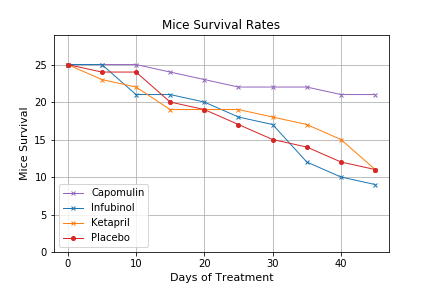 Mice Survival Rates
Mice Survival
25
20
15
10
5
0
Capomulin
Infubinol
Ketapril
Placebo
0 10 20 30 40
Days of Treatment